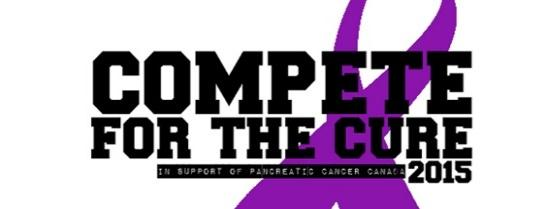 COMPETE
FOR THE CURE
IN SUPPORT OF PANCREATIC CANCER CANADA 2015